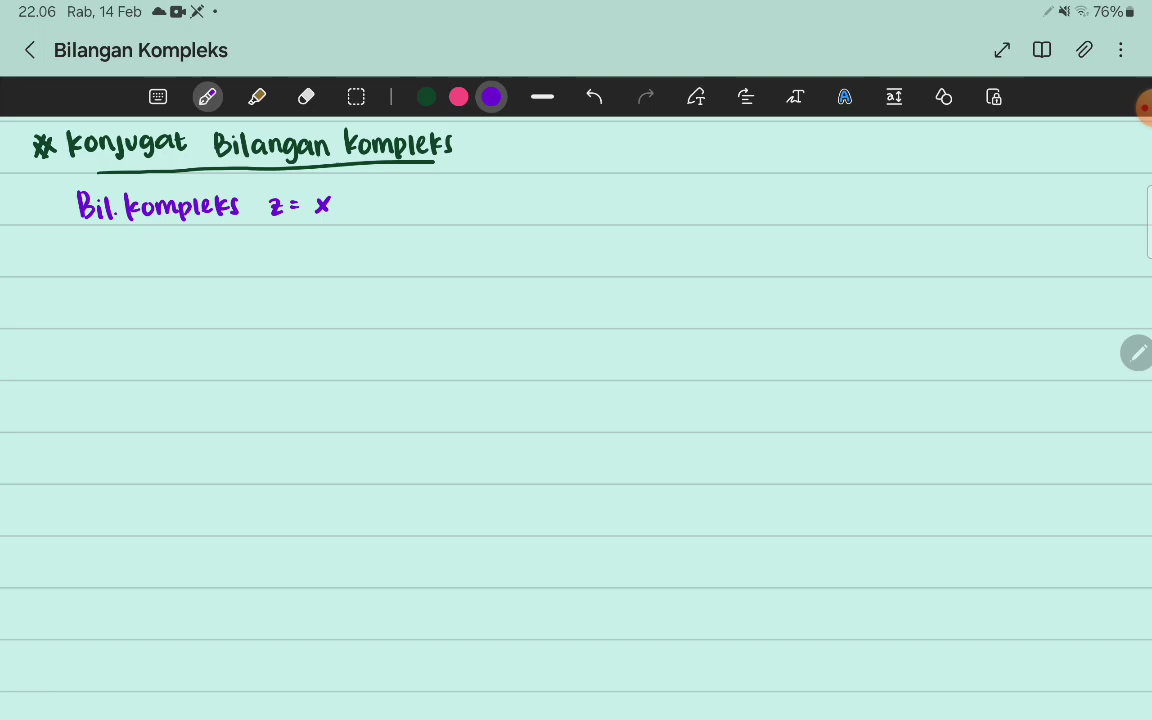 22.06 Rab, 14 Feb 76%
Bilangan Kompleks
* Konjugat Bilangan Kompleks
Bil. Kompleks z = x